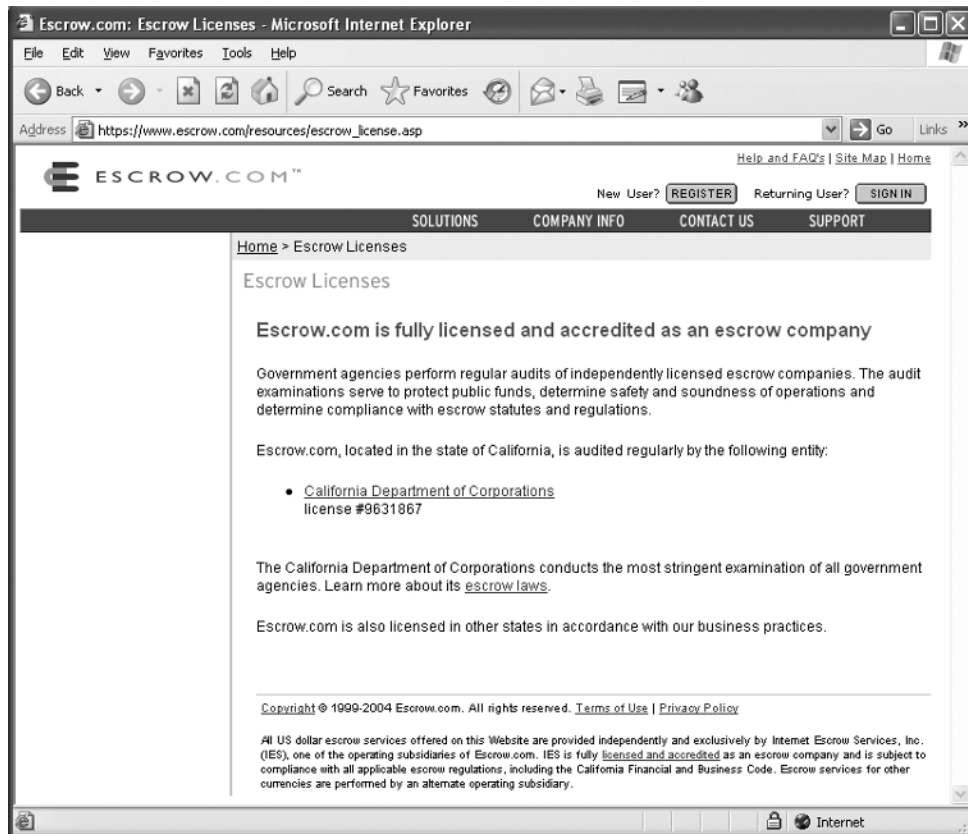 Escrow.com: Escrow Licenses - Microsoft Internet Explorer
File Edit View Favorites Tools Help
Back Search Favorites
Address https://www.escrow.com/resources/escrow_license.asp Go Links »
Help and FAQ's | Site Map | Home
ESCROW.COM™
New User? REGISTER Returning User? SIGN IN
SOLUTIONS COMPANY INFO CONTACT US SUPPORT
Home > Escrow Licenses
Escrow Licenses
Escrow.com is fully licensed and accredited as an escrow company
Government agencies perform regular audits of independently licensed escrow companies. The audit
examinations serve to protect public funds, determine safety and soundness of operations and
determine compliance with escrow statutes and regulations.
Escrow.com, located in the state of California, is audited regularly by the following entity:
• California Department of Corporations
license #9631867
The California Department of Corporations conducts the most stringent examination of all government
agencies. Learn more about its escrow laws.
Escrow.com is also licensed in other states in accordance with our business practices.
Copyright © 1999-2004 Escrow.com. All rights reserved. Terms of Use | Privacy Policy
All US dollar escrow services offered on this Website are provided independently and exclusively by Internet Escrow Services, Inc.
(IES), one of the operating subsidiaries of Escrow.com. IES is fully licensed and accredited as an escrow company and is subject to
compliance with all applicable escrow regulations, including the California Financial and Business Code. Escrow services for other
currencies are performed by an alternate operating subsidiary.
Internet